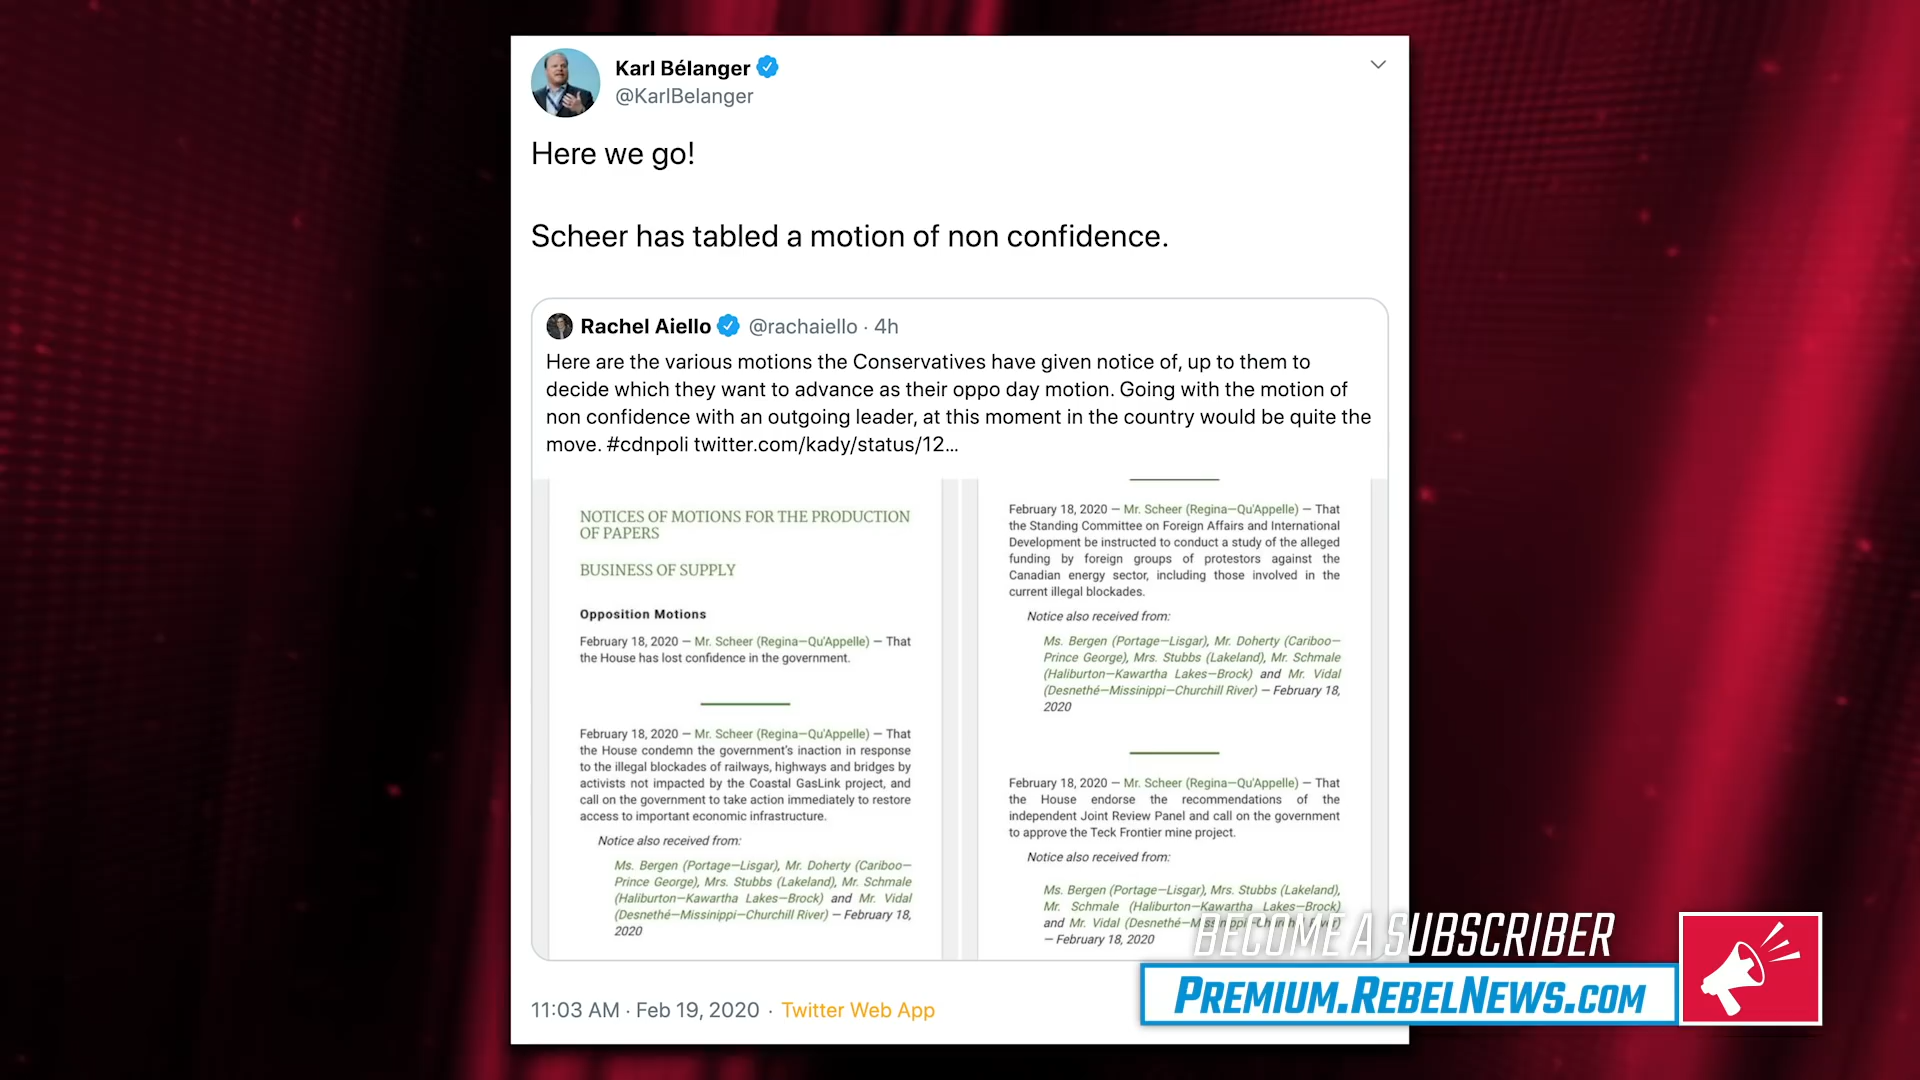 Karl Bélanger
@KarlBelanger
Here we go!
Scheer has tabled a motion of non confidence.
Rachel Aiello @rachaiello · 4h
Here are the various motions the Conservatives have given notice of, up to them to
decide which they want to advance as their oppo day motion. Going with the motion of
non confidence with an outgoing leader, at this moment in the country would be quite the
move. #cdnpoli twitter.com/kady/status/12...
NOTICES OF MOTIONS FOR THE PRODUCTION
OF PAPERS
BUSINESS OF SUPPLY
Opposition Motions
February 18, 2020 — Mr. Scheer (Regina—Qu'Appelle) — That
the House has lost confidence in the government.
February 18, 2020 — Mr. Scheer (Regina—Qu'Appelle) — That
the House condemn the government's inaction in response
to the illegal blockades of railways, highways and bridges by
activists not impacted by the Coastal GasLink project, and
call on the government to take action immediately to restore
access to important economic infrastructure.
Notice also received from:
Ms. Bergen (Portage—Lisgar), Mr. Doherty (Cariboo—
Prince George), Mrs. Stubbs (Lakeland), Mr. Schmale
(Haliburton—Kawartha Lakes—Brock) and Mr. Vidal
(Desnethé—Missinippi—Churchill River) — February 18,
2020
February 18, 2020 — Mr. Scheer (Regina—Qu'Appelle) — That
the Standing Committee on Foreign Affairs and International
Development be instructed to conduct a study of the alleged
funding by foreign groups of protestors against the
Canadian energy sector, including those involved in the
current illegal blockades.
Notice also received from:
Ms. Bergen (Portage—Lisgar), Mr. Doherty (Cariboo—
Prince George), Mrs. Stubbs (Lakeland), Mr. Schmale
(Haliburton—Kawartha Lakes—Brock) and Mr. Vidal
(Desnethé—Missinippi—Churchill River) — February 18,
2020
February 18, 2020 — Mr. Scheer (Regina—Qu'Appelle) — That
the House endorse the recommendations of the
independent Joint Review Panel and call on the government
to approve the Teck Frontier mine project.
Notice also received from:
Ms. Bergen (Portage—Lisgar), Mrs. Stubbs (Lakeland),
Mr. Schmale (Haliburton—Kawartha Lakes—Brock)
and Mr. Vidal (Desnethé—Missinippi—Churchill River)
— February 18, 2020
11:03 AM · Feb 19, 2020 · Twitter Web App
BECOME A SUBSCRIBER
PREMIUM.REBELNEWS.COM